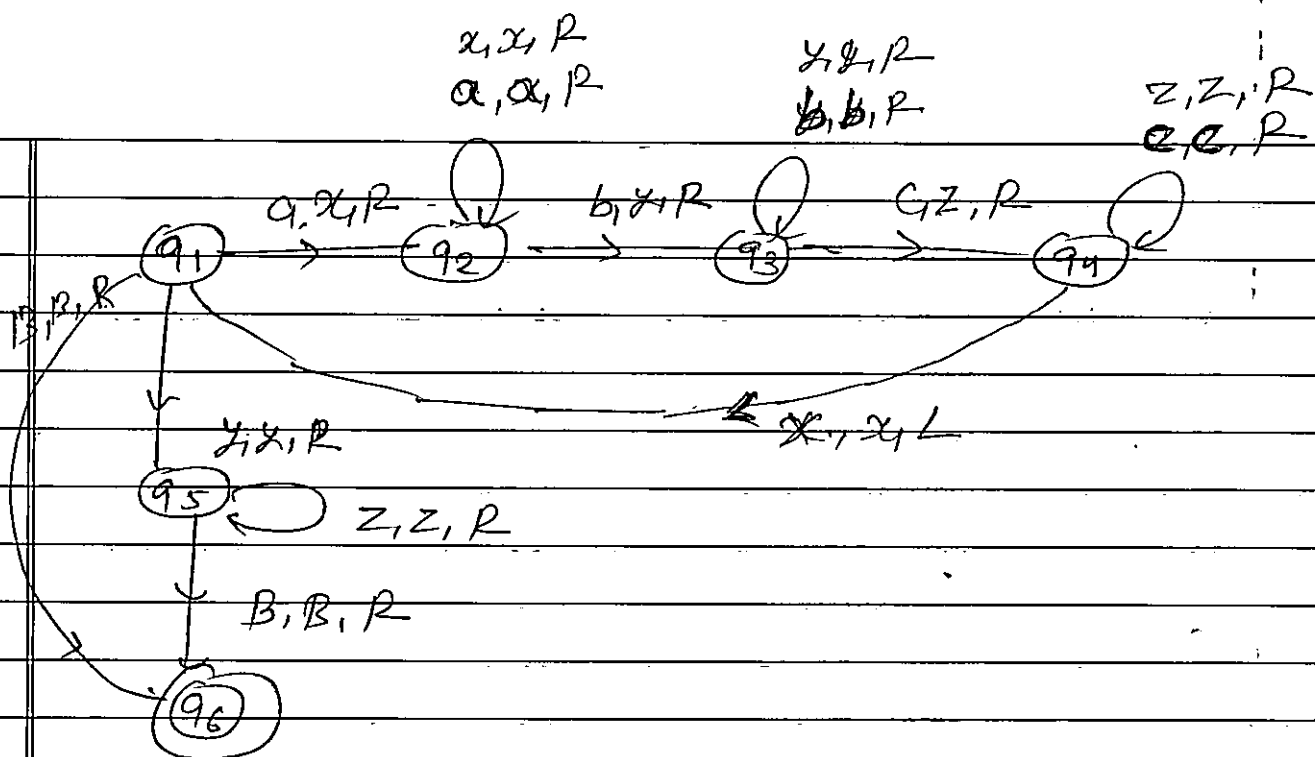 x, x, R
a, a, R
y, y, R
b, b, R
z, z, R
c, c, R
q1
a, x, R
q2
b, y, R
q3
c, z, R
q4
B, B, R
x, x, L
y, y, R
q5
z, z, R
B, B, R
q6